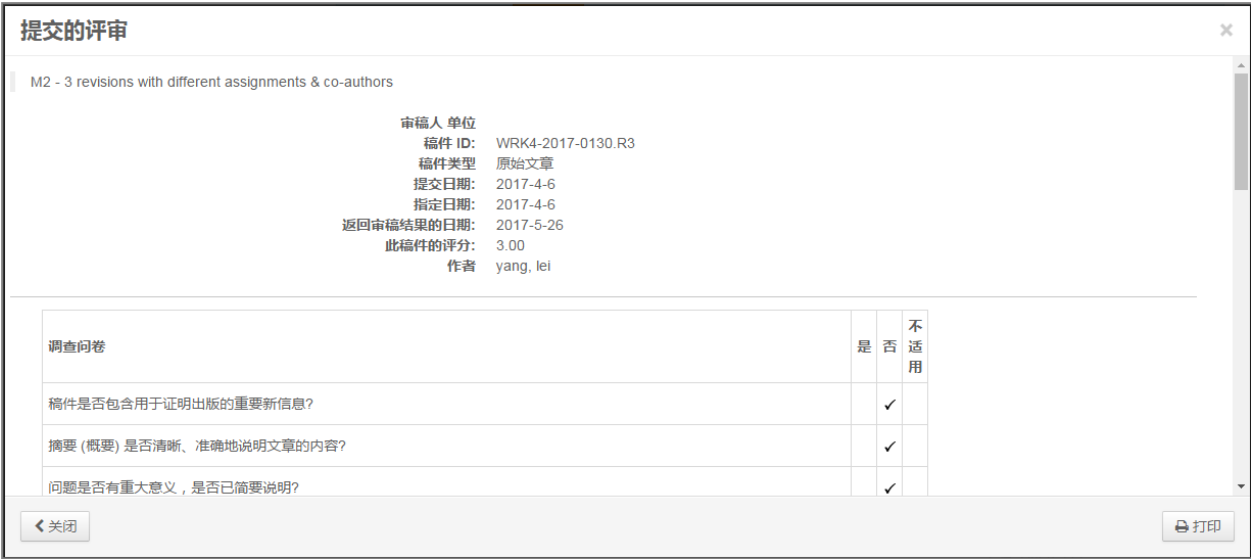 提交的评审
×
M2 - 3 revisions with different assignments & co-authors
审稿人 单位
稿件 ID: WRK4-2017-0130.R3
稿件类型 原始文章
提交日期: 2017-4-6
指定日期: 2017-4-6
返回审稿结果的日期: 2017-5-26
此稿件的评分: 3.00
作者 yang, lei
调查问卷 是 否 不适用
稿件是否包含用于证明出版的重要新信息? ✓
摘要 (概要) 是否清晰、准确地说明文章的内容? ✓
问题是否有重大意义，是否已简要说明? ✓
关闭 打印